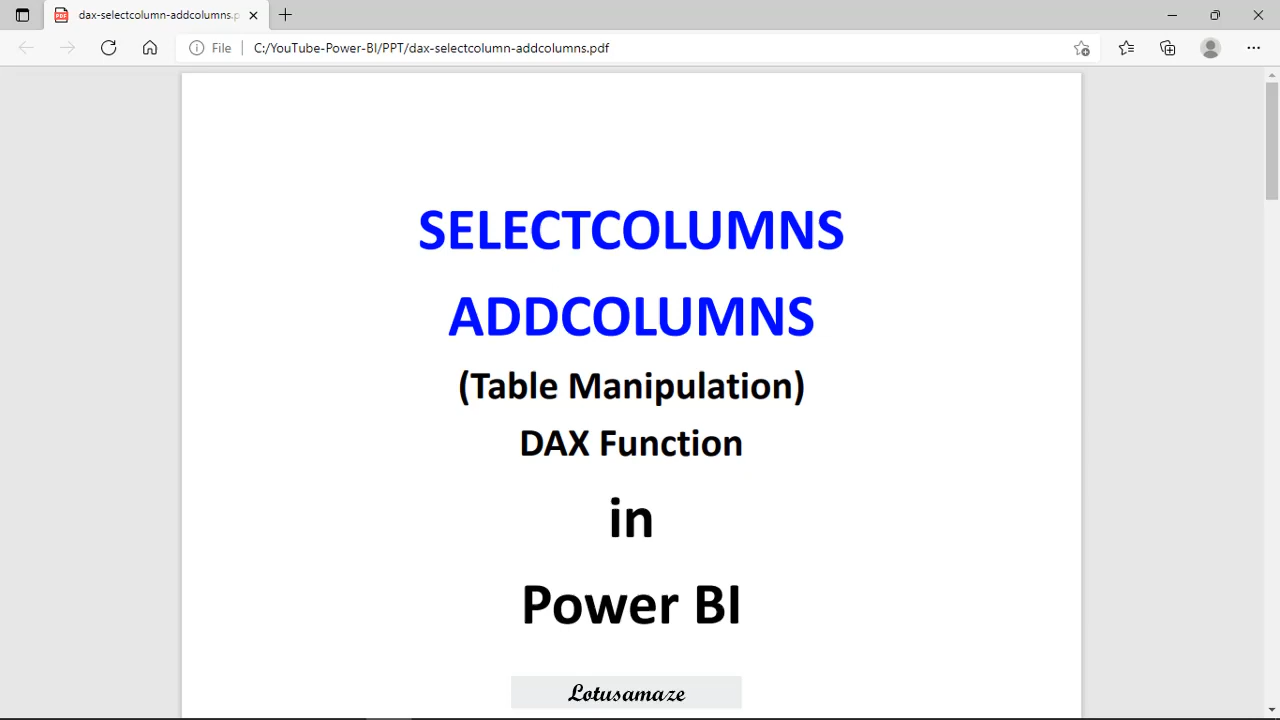 dax-selectcolumn-addcolumns.p
File
C:/YouTube-Power-BI/PPT/dax-selectcolumn-addcolumns.pdf
SELECTCOLUMNS
ADDCOLUMNS
(Table Manipulation)
DAX Function
in
Power BI
Lotusamaze